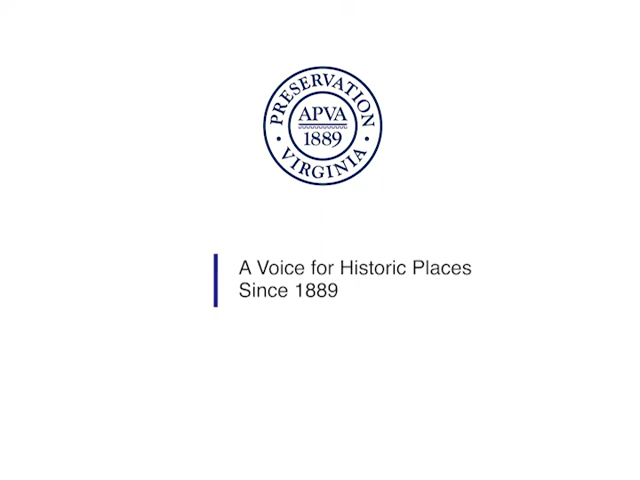 PRESERVATION
APVA
1889
VIRGINIA
A Voice for Historic Places
Since 1889